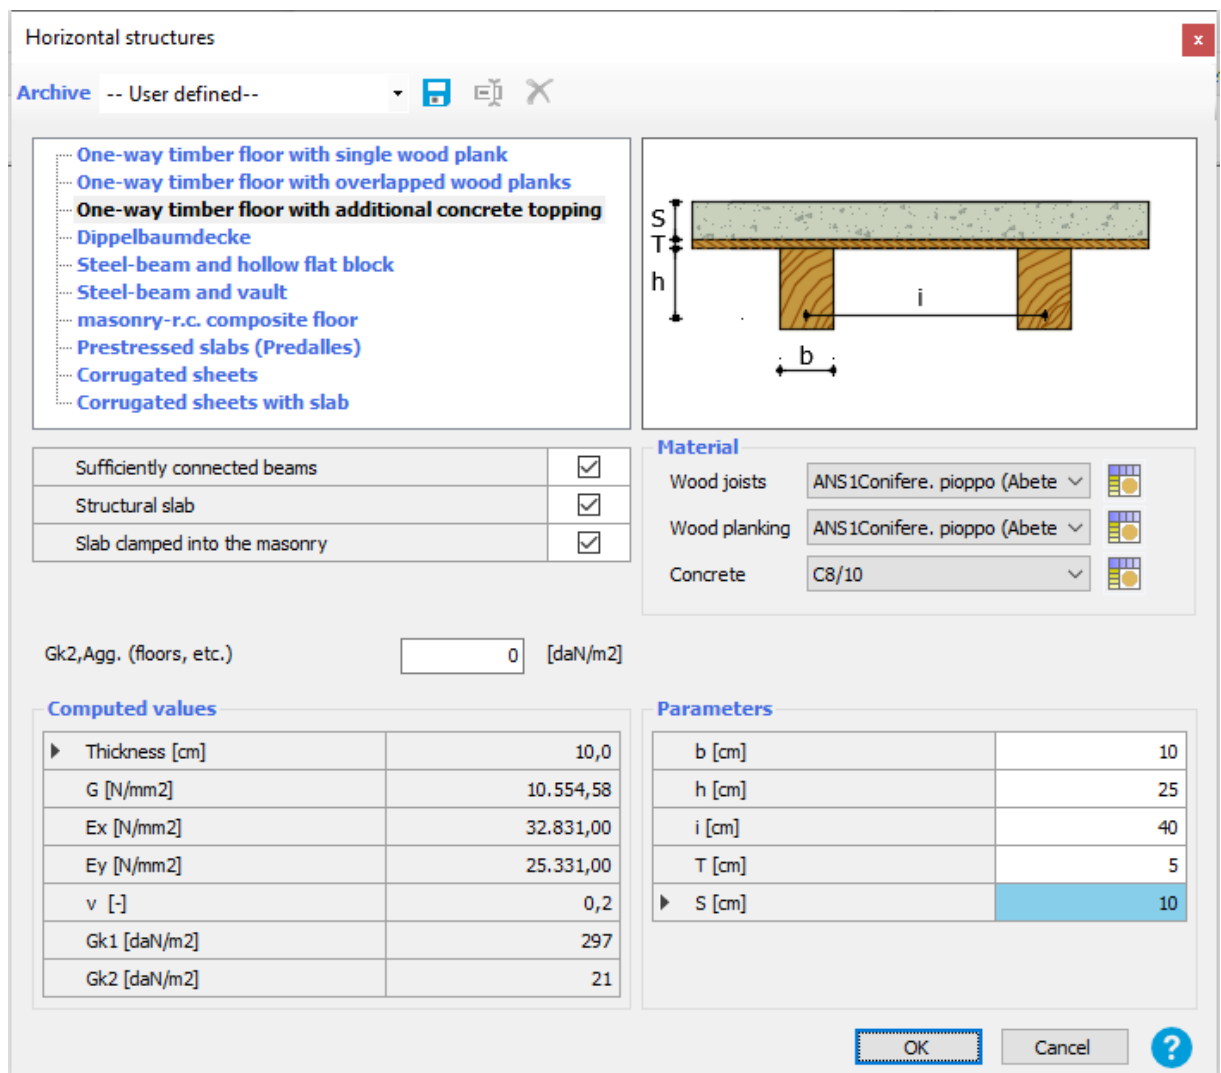 Horizontal structures
x
Archive -- User defined--
One-way timber floor with single wood plank
One-way timber floor with overlapped wood planks
One-way timber floor with additional concrete topping
Dippelbaumdecke
Steel-beam and hollow flat block
Steel-beam and vault
masonry-r.c. composite floor
Prestressed slabs (Predalles)
Corrugated sheets
Corrugated sheets with slab
S
T
h
i
b
Sufficiently connected beams
Structural slab
Slab clamped into the masonry
Material
Wood joists ANS1Conifere. pioppo (Abete
Wood planking ANS1Conifere. pioppo (Abete
Concrete C8/10
Gk2,Agg. (floors, etc.) 0 [daN/m2]
Computed values
Thickness [cm] 10,0
G [N/mm2] 10.554,58
Ex [N/mm2] 32.831,00
Ey [N/mm2] 25.331,00
v [-] 0,2
Gk1 [daN/m2] 297
Gk2 [daN/m2] 21
Parameters
b [cm] 10
h [cm] 25
i [cm] 40
T [cm] 5
S [cm] 10
OK
Cancel
?